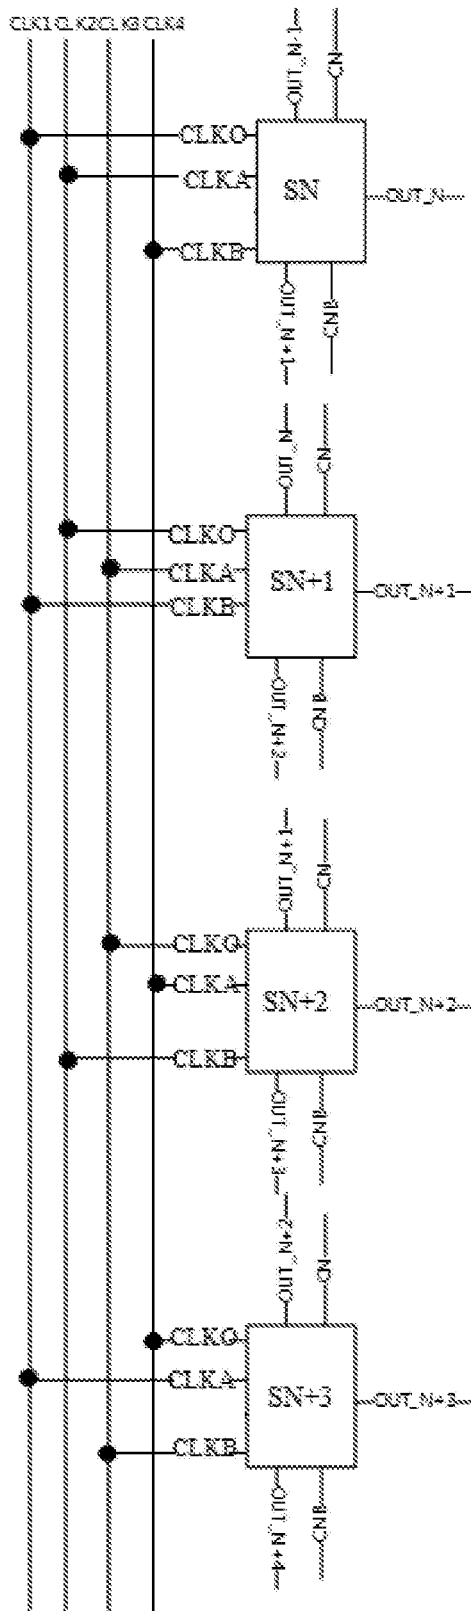 CLK1 CLK2 CLK3 CLK4
OUT_N-1
CN
CLKO
CLKA
SN
OUT_N
CLKB
OUT_N+1
CNB
OUT_N
CN
CLKO
CLKA
SN+1
OUT_N+1
CLKB
OUT_N+2
CNB
OUT_N+1
CN
CLKO
CLKA
SN+2
OUT_N+2
CLKB
OUT_N+3
CNB
OUT_N+2
CN
CLKO
CLKA
SN+3
OUT_N+3
CLKB
OUT_N+4
CNB